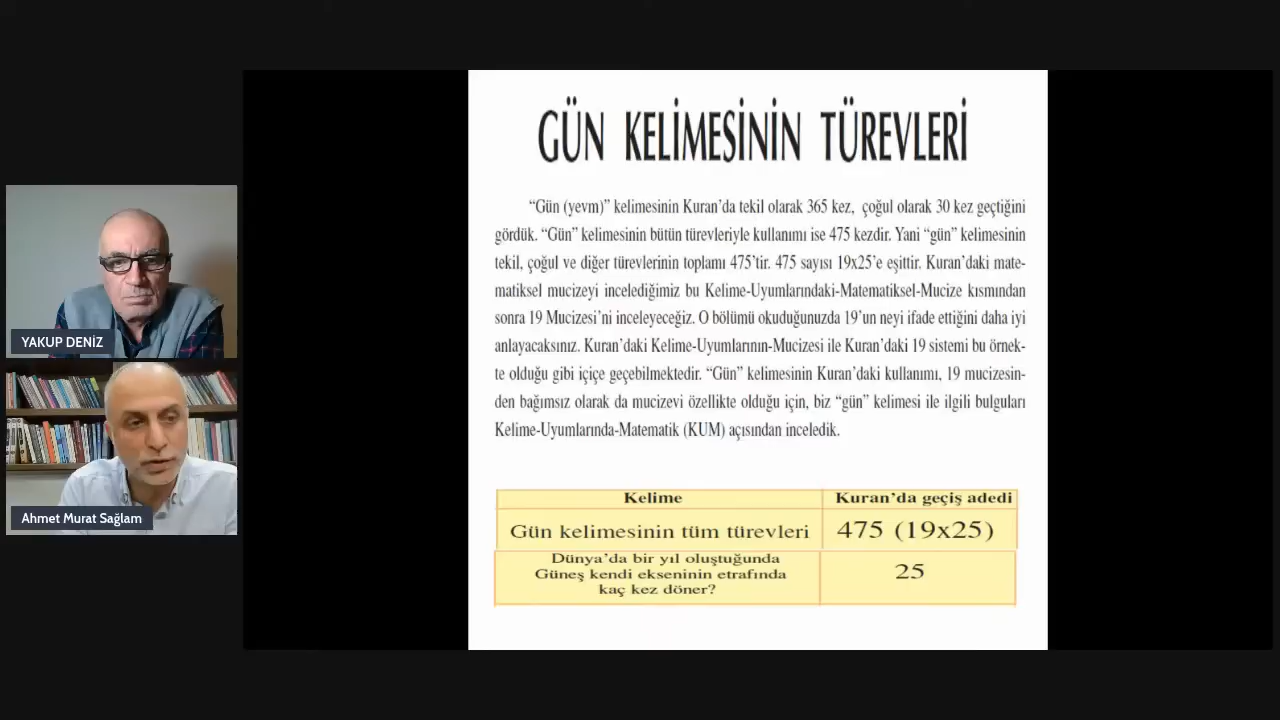 GÜN KELİMESİNİN TÜREVLERİ
“Gün (yevm)” kelimesinin Kuran’da tekil olarak 365 kez, çoğul olarak 30 kez geçtiğini
gördük. “Gün” kelimesinin bütün türevleriyle kullanımı ise 475 kezdir. Yani “gün” kelimesinin
tekil, çoğul ve diğer türevlerinin toplamı 475’tir. 475 sayısı 19x25’e eşittir. Kuran’daki mate-
matiksel mucizeyi incelediğimiz bu Kelime-Uyumlarındaki-Matematiksel-Mucize kısmından
sonra 19 Mucizesi’ni inceleyeceğiz. O bölümü okuduğunuzda 19’un neyi ifade ettiğini daha iyi
anlayacaksınız. Kuran’daki Kelime-Uyumlarının-Mucizesi ile Kuran’daki 19 sistemi bu örnek-
te olduğu gibi içiçe geçebilmektedir. “Gün” kelimesinin Kuran’daki kullanımı, 19 mucizesin-
den bağımsız olarak da mucizevi özellikte olduğu için, biz “gün” kelimesi ile ilgili bulguları
Kelime-Uyumlarında-Matematik (KUM) açısından inceledik.
Kelime Kuran’da geçiş adedi
Gün kelimesinin tüm türevleri 475 (19x25)
Dünya’da bir yıl oluştuğunda
Güneş kendi ekseninin etrafında
kaç kez döner?
25
YAKUP DENİZ
Ahmet Murat Sağlam